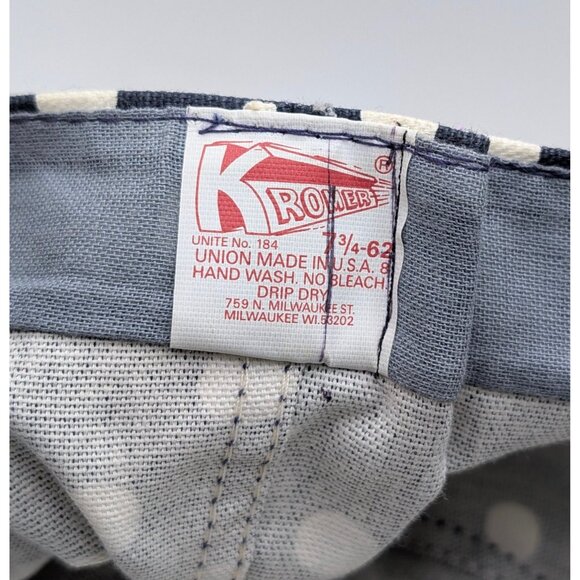 KROMER ®
UNITE No. 184 7 3/4-62
UNION MADE IN U.S.A. 8
HAND WASH. NO BLEACH.
DRIP DRY
759 N. MILWAUKEE ST.
MILWAUKEE WI. 53202